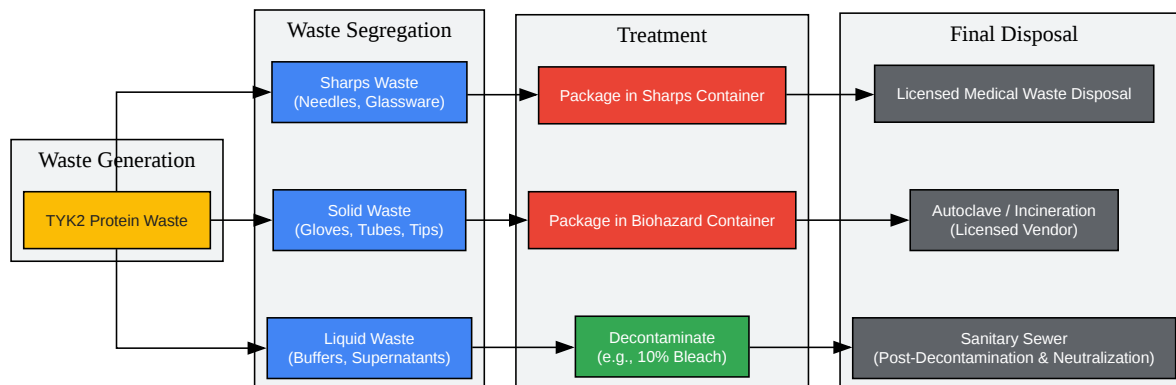 Waste Generation
TYK2 Protein Waste
Waste Segregation
Sharps Waste
(Needles, Glassware)
Solid Waste
(Gloves, Tubes, Tips)
Liquid Waste
(Buffers, Supernatants)
Treatment
Package in Sharps Container
Package in Biohazard Container
Decontaminate
(e.g., 10% Bleach)
Final Disposal
Licensed Medical Waste Disposal
Autoclave / Incineration
(Licensed Vendor)
Sanitary Sewer
(Post-Decontamination & Neutralization)